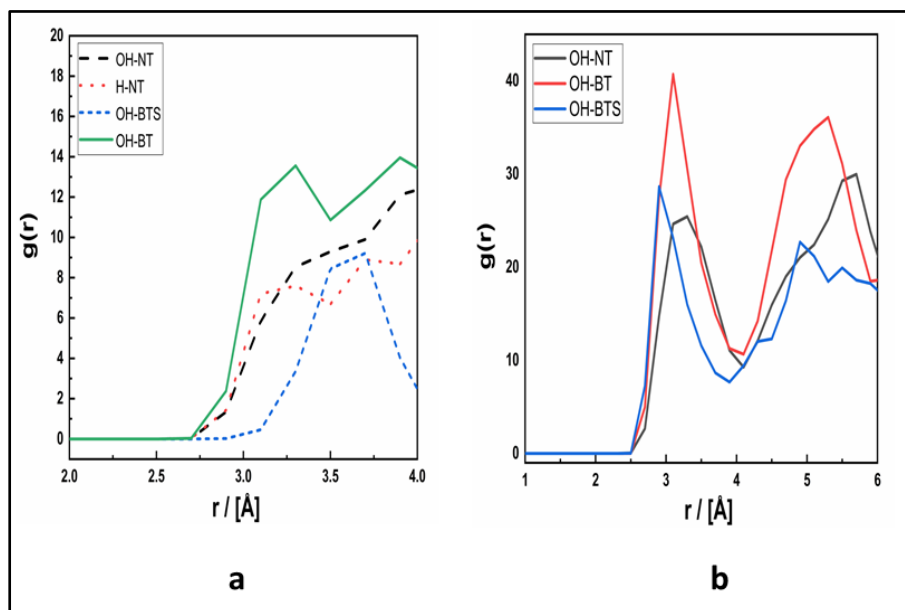 20
18
16
14
12
10
8
6
4
2
0
g(r)
OH-NT
H-NT
OH-BTS
OH-BT
2.0 2.5 3.0 3.5 4.0
r / [Å]
a
40
30
20
10
0
g(r)
OH-NT
OH-BT
OH-BTS
1 2 3 4 5 6
r / [Å]
b